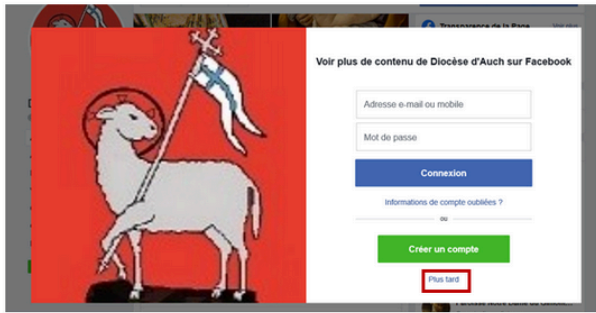 Transparence de la Page
Voir plus de contenu de Diocèse d'Auch sur Facebook
Adresse e-mail ou mobile
Mot de passe
Connexion
Informations de compte oubliées ?
ou
Créer un compte
Plus tard